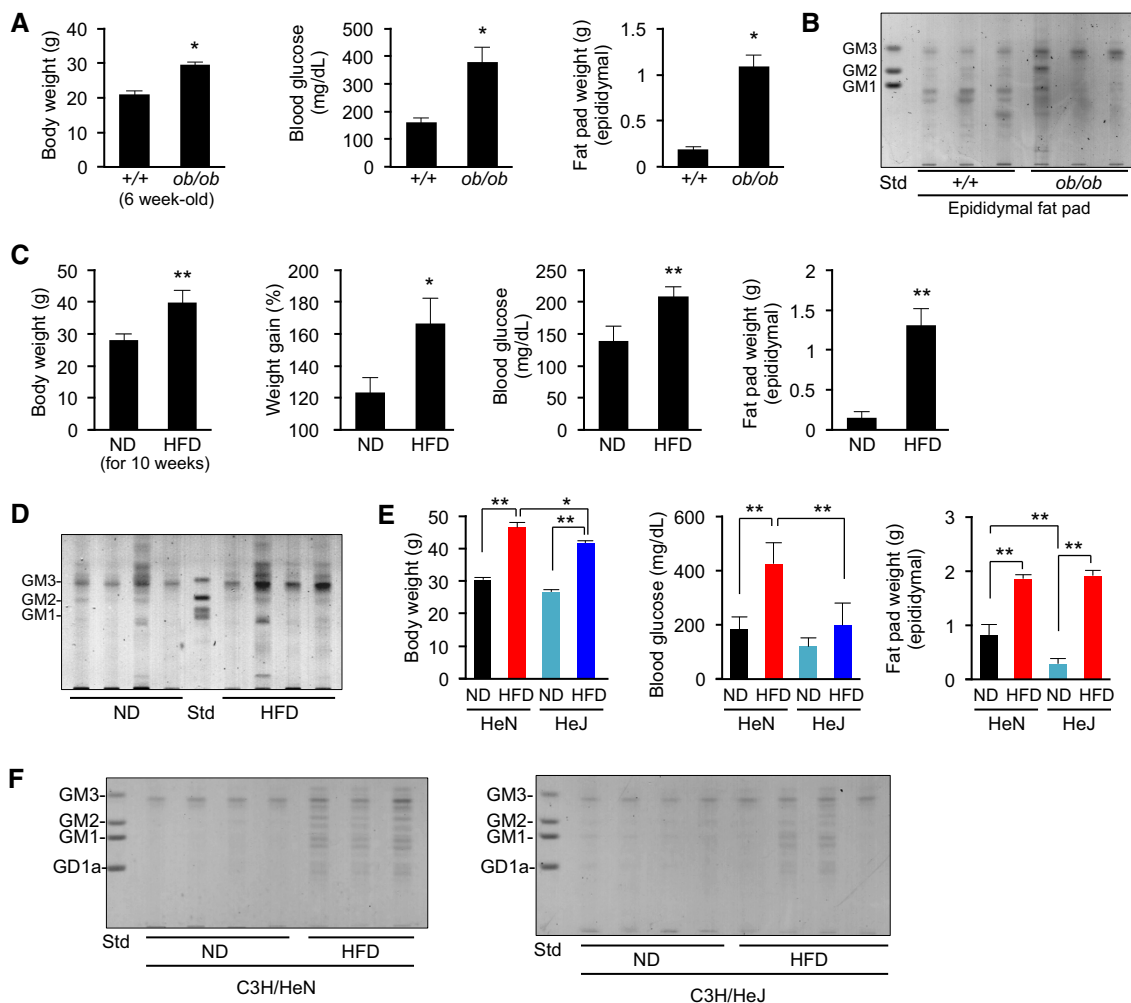 A
Body weight (g)
50
40
30
20
10
0
*
+/+ ob/ob
(6 week-old)
Blood glucose
(mg/dL)
500
400
300
200
100
0
*
+/+ ob/ob
Fat pad weight (g)
(epididymal)
1.5
1
0.5
0
*
+/+ ob/ob
B
GM3
GM2
GM1
Std
+/+ ob/ob
Epididymal fat pad
C
Body weight (g)
50
40
30
20
10
0
**
ND HFD
(for 10 weeks)
Weight gain (%)
200
180
160
140
120
100
*
ND HFD
Blood glucose
(mg/dL)
250
200
150
100
50
0
**
ND HFD
Fat pad weight (g)
(epididymal)
2
1.5
1
0.5
0
**
ND HFD
D
GM3-
GM2-
GM1-
ND Std HFD
E
Body weight (g)
50
40
30
20
10
0
** *
**
ND HFD ND HFD
HeN HeJ
Blood glucose (mg/dL)
600
400
200
0
** **
ND HFD ND HFD
HeN HeJ
Fat pad weight (g)
(epididymal)
3
2
1
0
**
** **
ND HFD ND HFD
HeN HeJ
F
GM3-
GM2-
GM1-
GD1a-
Std
ND HFD
C3H/HeN
GM3-
GM2-
GM1-
GD1a-
Std
ND HFD
C3H/HeJ